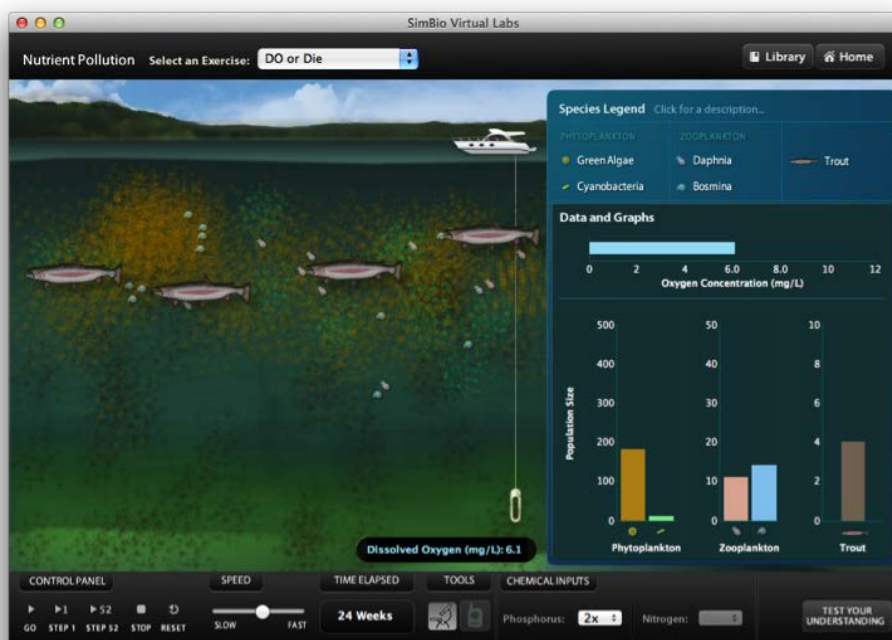 SimBio Virtual Labs
Nutrient Pollution Select an Exercise: DO or Die Library Home
Species Legend Click for a description...
PHYTOPLANKTON ZOOPLANKTON
Green Algae Daphnia Trout
Cyanobacteria Bosmina
Data and Graphs
0 2 4 6.0 8.0 10 12
Oxygen Concentration (mg/L)
500 50 10
400 40 8
300 30 6
200 20 4
100 10 2
0 0 0
Population Size
Phytoplankton Zooplankton Trout
Dissolved Oxygen (mg/L): 6.1
CONTROL PANEL SPEED TIME ELAPSED TOOLS CHEMICAL INPUTS
1 52
GO STEP 1 STEP 52 STOP RESET SLOW FAST 24 Weeks Phosphorus: 2x Nitrogen: TEST YOUR
UNDERSTANDING